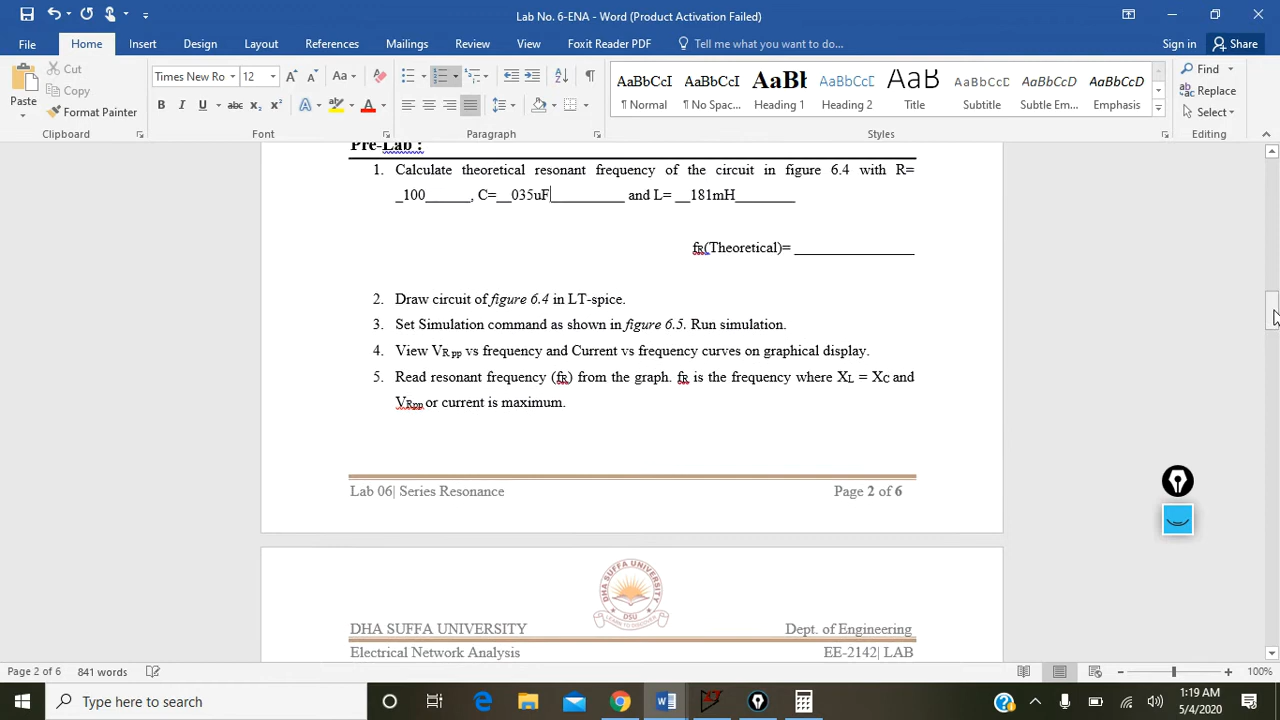 Lab No. 6-ENA - Word (Product Activation Failed)
File Home Insert Design Layout References Mailings Review View Foxit Reader PDF Tell me what you want to do... Sign in Share
Paste Cut Copy Format Painter
Clipboard
Times New Ro 12
Font
Paragraph
AaBbCcI AaBbCcI AaBb AaBbCcI AaB AaBbCcI AaBbCcD AaBbCcD
¶ Normal ¶ No Spac... Heading 1 Heading 2 Title Subtitle Subtle Em... Emphasis
Styles
Find
Replace
Select
Editing
Pre-Lab :
1. Calculate theoretical resonant frequency of the circuit in figure 6.4 with R=
_100______, C=__035uF__________ and L= __181mH________
fR(Theoretical)= ________________
2. Draw circuit of figure 6.4 in LT-spice.
3. Set Simulation command as shown in figure 6.5. Run simulation.
4. View VR pp vs frequency and Current vs frequency curves on graphical display.
5. Read resonant frequency (fR) from the graph. fR is the frequency where XL = XC and
VRpp or current is maximum.
Lab 06| Series Resonance Page 2 of 6
DHA SUFFA UNIVERSITY
DSU
DHA SUFFA UNIVERSITY Dept. of Engineering
Electrical Network Analysis EE-2142| LAB
Page 2 of 6 841 words 100%
Type here to search
1:19 AM
5/4/2020